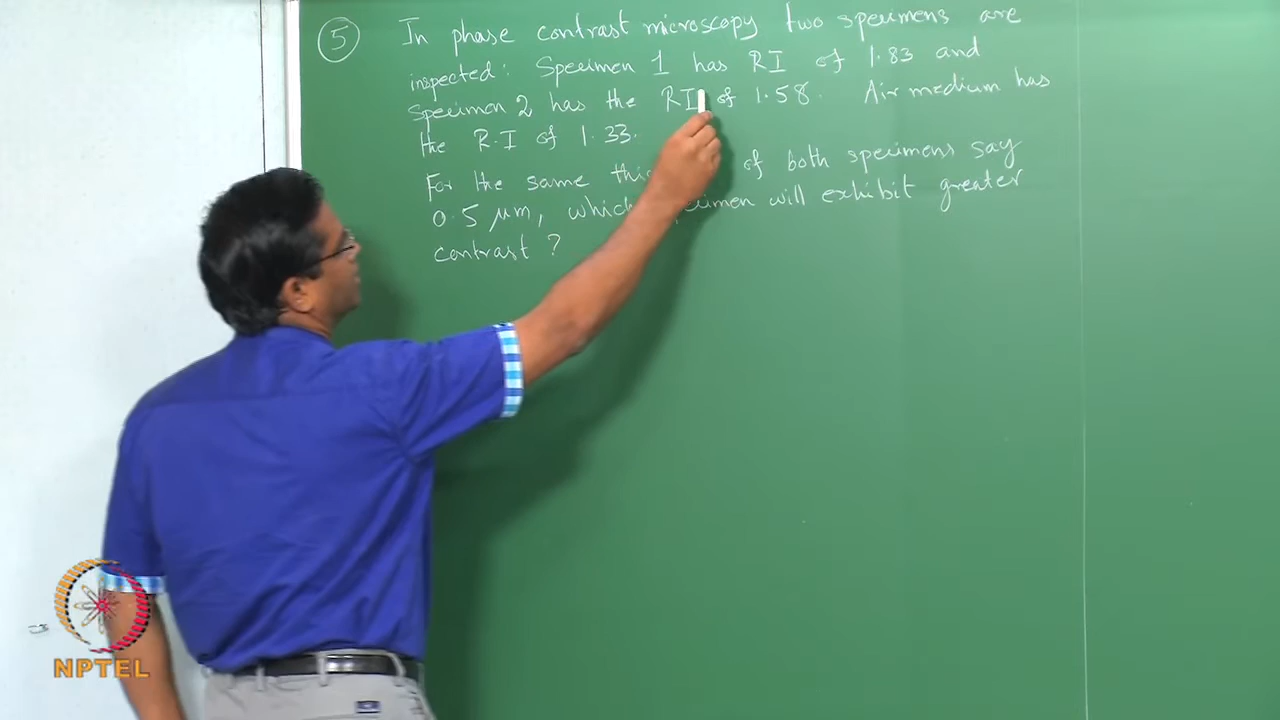 5
In phase contrast microscopy two specimens are
inspected: Specimen 1 has RI of 1.83 and
Specimen 2 has the RI of 1.58. Air medium has
the R.I of 1.33.
For the same of both specimens say
0.5 μm, which specimen will exhibit greater
contrast?
NPTEL